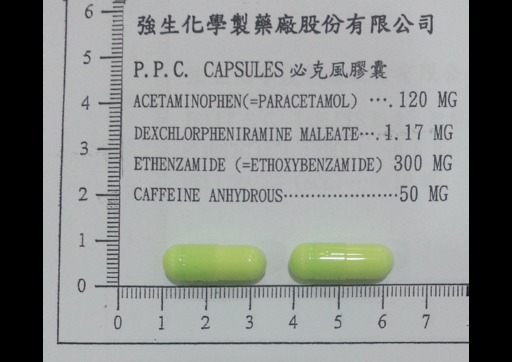 強生化學製藥廠股份有限公司
P.P.C. CAPSULES 必克風膠囊
ACETAMINOPHEN(=PARACETAMOL) ….120 MG
DEXCHLORPHENIRAMINE MALEATE….1.17 MG
ETHENZAMIDE (=ETHOXYBENZAMIDE) 300 MG
CAFFEINE ANHYDROUS…………………50 MG
6
5
4
3
2
1
0
0 1 2 3 4 5 6 7